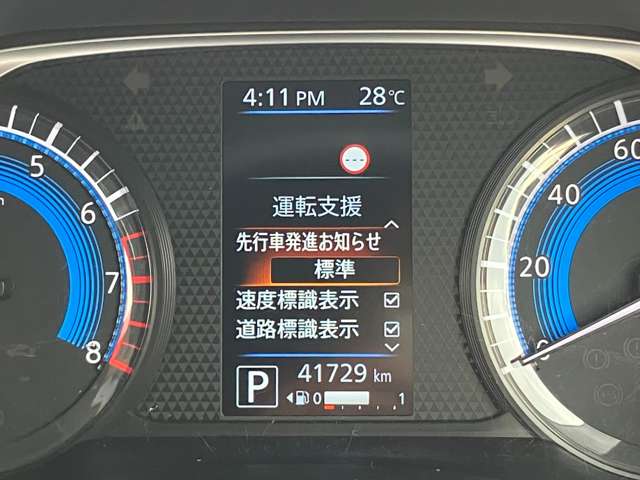 4:11 PM 28℃
---
運転支援
先行車発進お知らせ
標準
速度標識表示
道路標識表示
P 41729 km
0 1
5
6
7
8
60
40
20
0